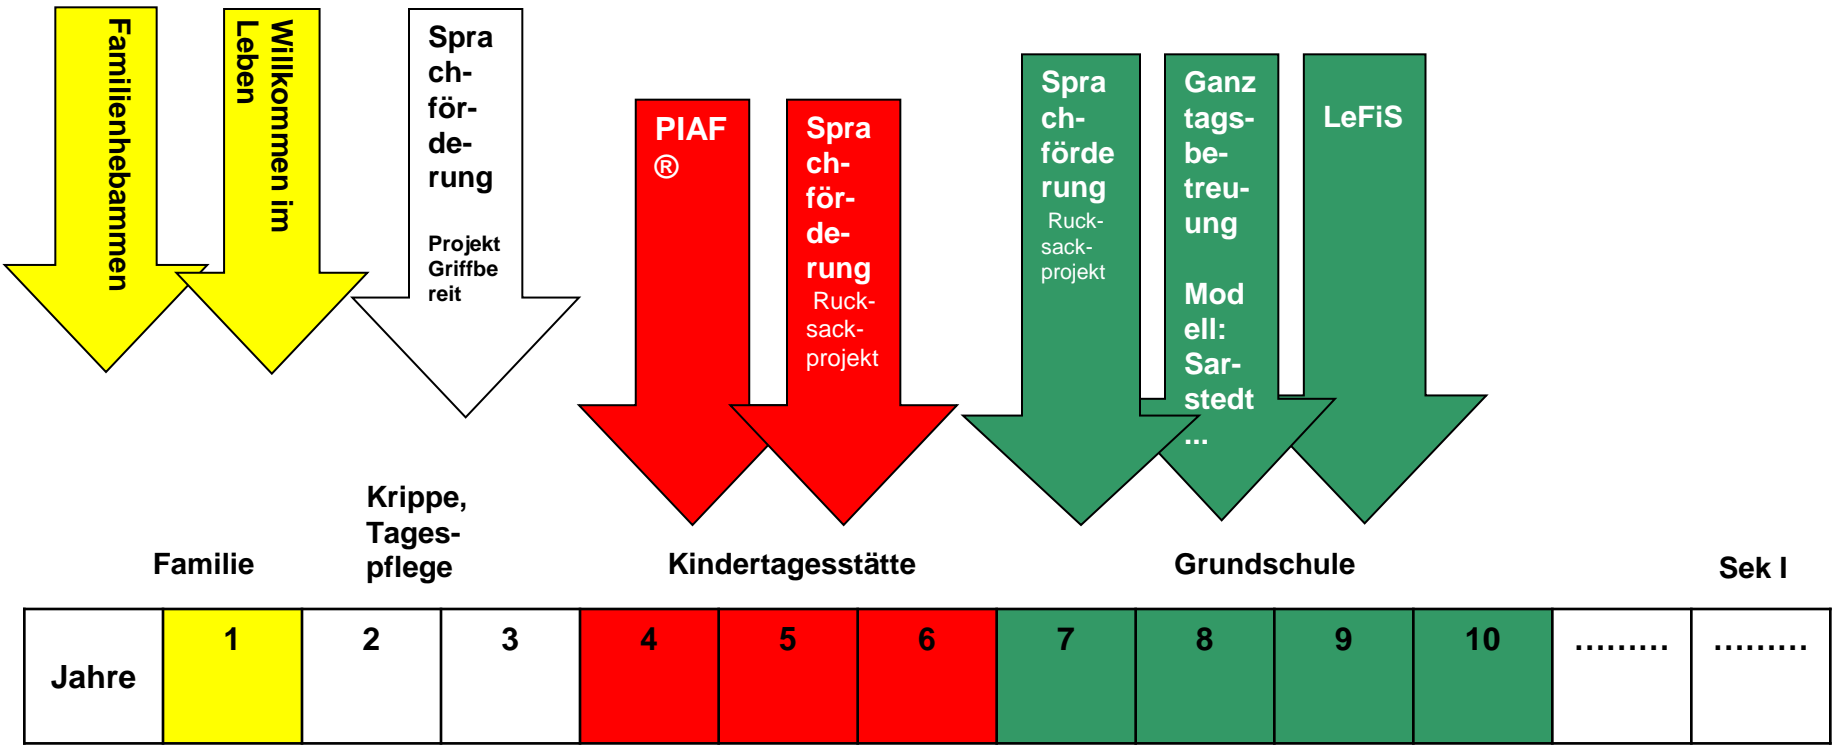 Familienhebammen
Willkommen im
Leben
Spra
ch-
för-
de-
rung
Projekt
Griffbe
reit
PIAF
®
Spra
ch-
för-
de-
rung
Ruck-
sack-
projekt
Spra
ch-
förde
rung
Ruck-
sack-
projekt
Ganz
tags-
be-
treu-
ung
Mod
ell:
Sar-
stedt
...
LeFiS
Familie
Krippe,
Tages-
pflege
Kindertagesstätte
Grundschule
Sek I
Jahre 1 2 3 4 5 6 7 8 9 10 ......... .........